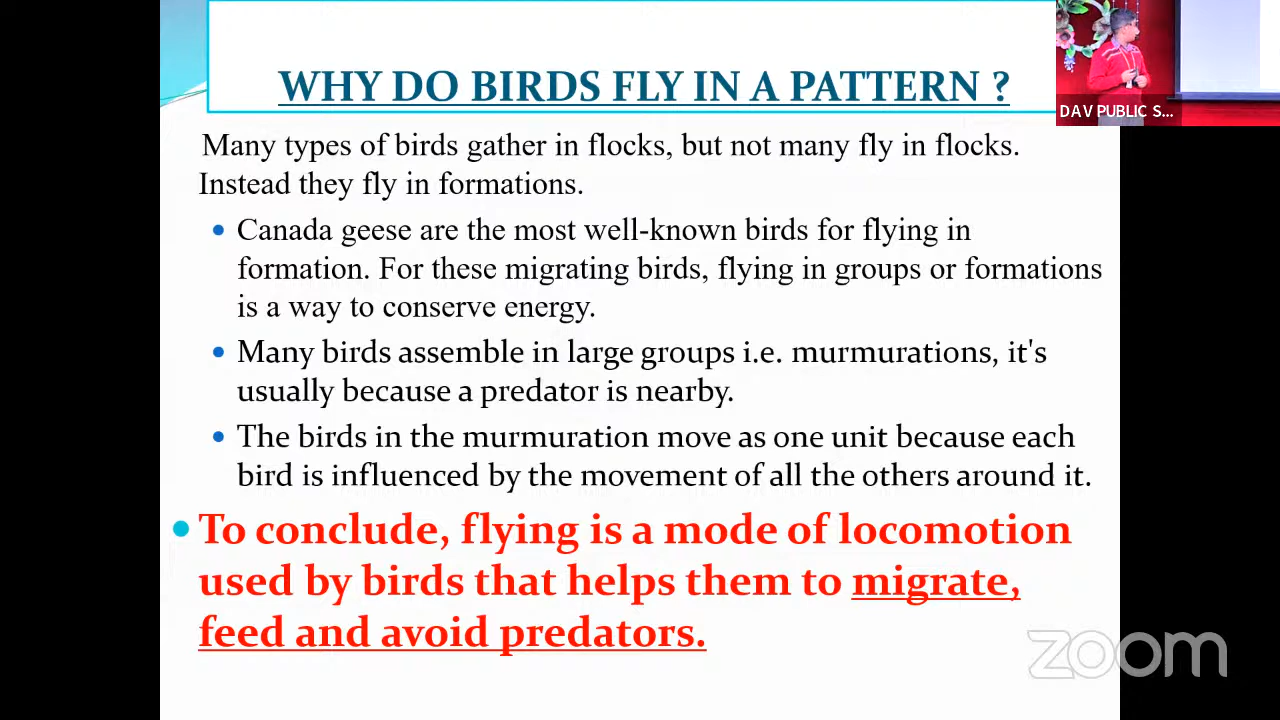 WHY DO BIRDS FLY IN A PATTERN ?
DAV PUBLIC S...
Many types of birds gather in flocks, but not many fly in flocks.
Instead they fly in formations.
• Canada geese are the most well-known birds for flying in
formation. For these migrating birds, flying in groups or formations
is a way to conserve energy.
• Many birds assemble in large groups i.e. murmurations, it's
usually because a predator is nearby.
• The birds in the murmuration move as one unit because each
bird is influenced by the movement of all the others around it.
• To conclude, flying is a mode of locomotion
used by birds that helps them to migrate,
feed and avoid predators.
zoom